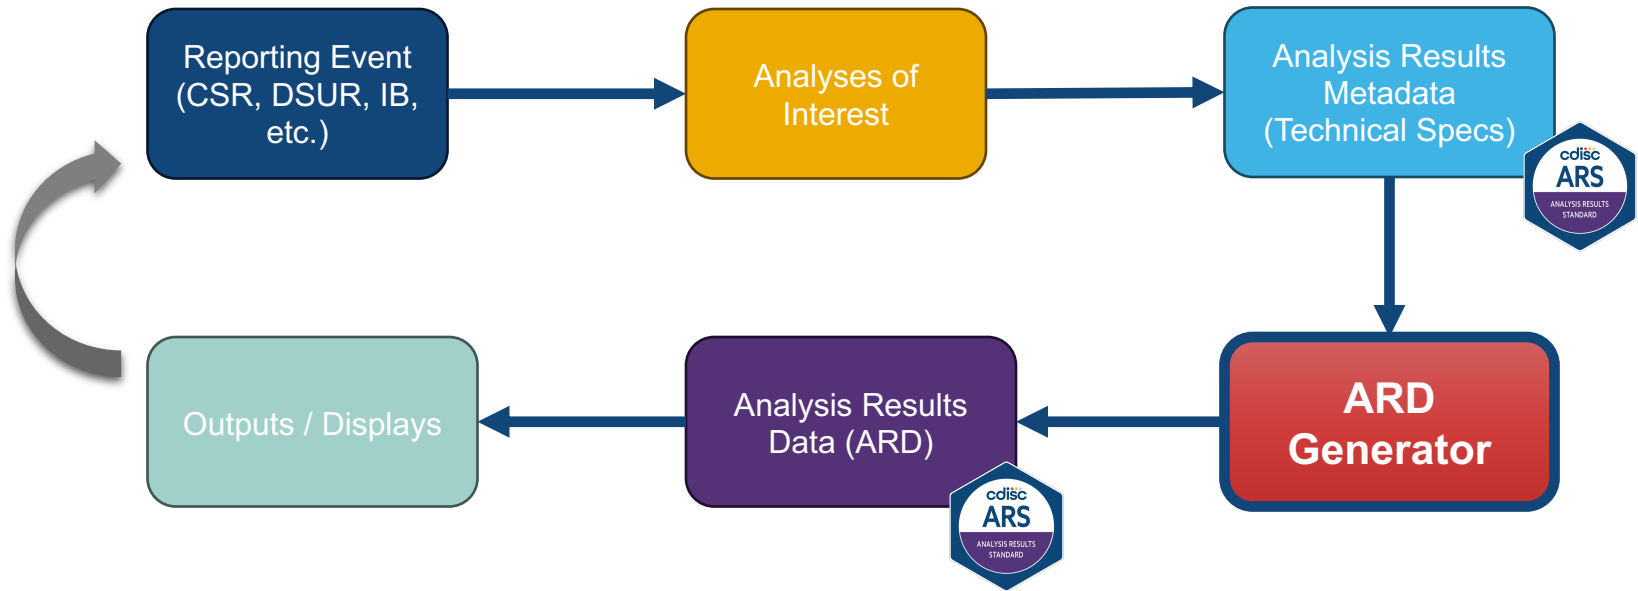 Reporting Event
(CSR, DSUR, IB,
etc.)
Analyses of
Interest
Analysis Results
Metadata
(Technical Specs)
cdisc
ARS
ANALYSIS RESULTS
STANDARD
Outputs / Displays
Analysis Results
Data (ARD)
cdisc
ARS
ANALYSIS RESULTS
STANDARD
ARD
Generator